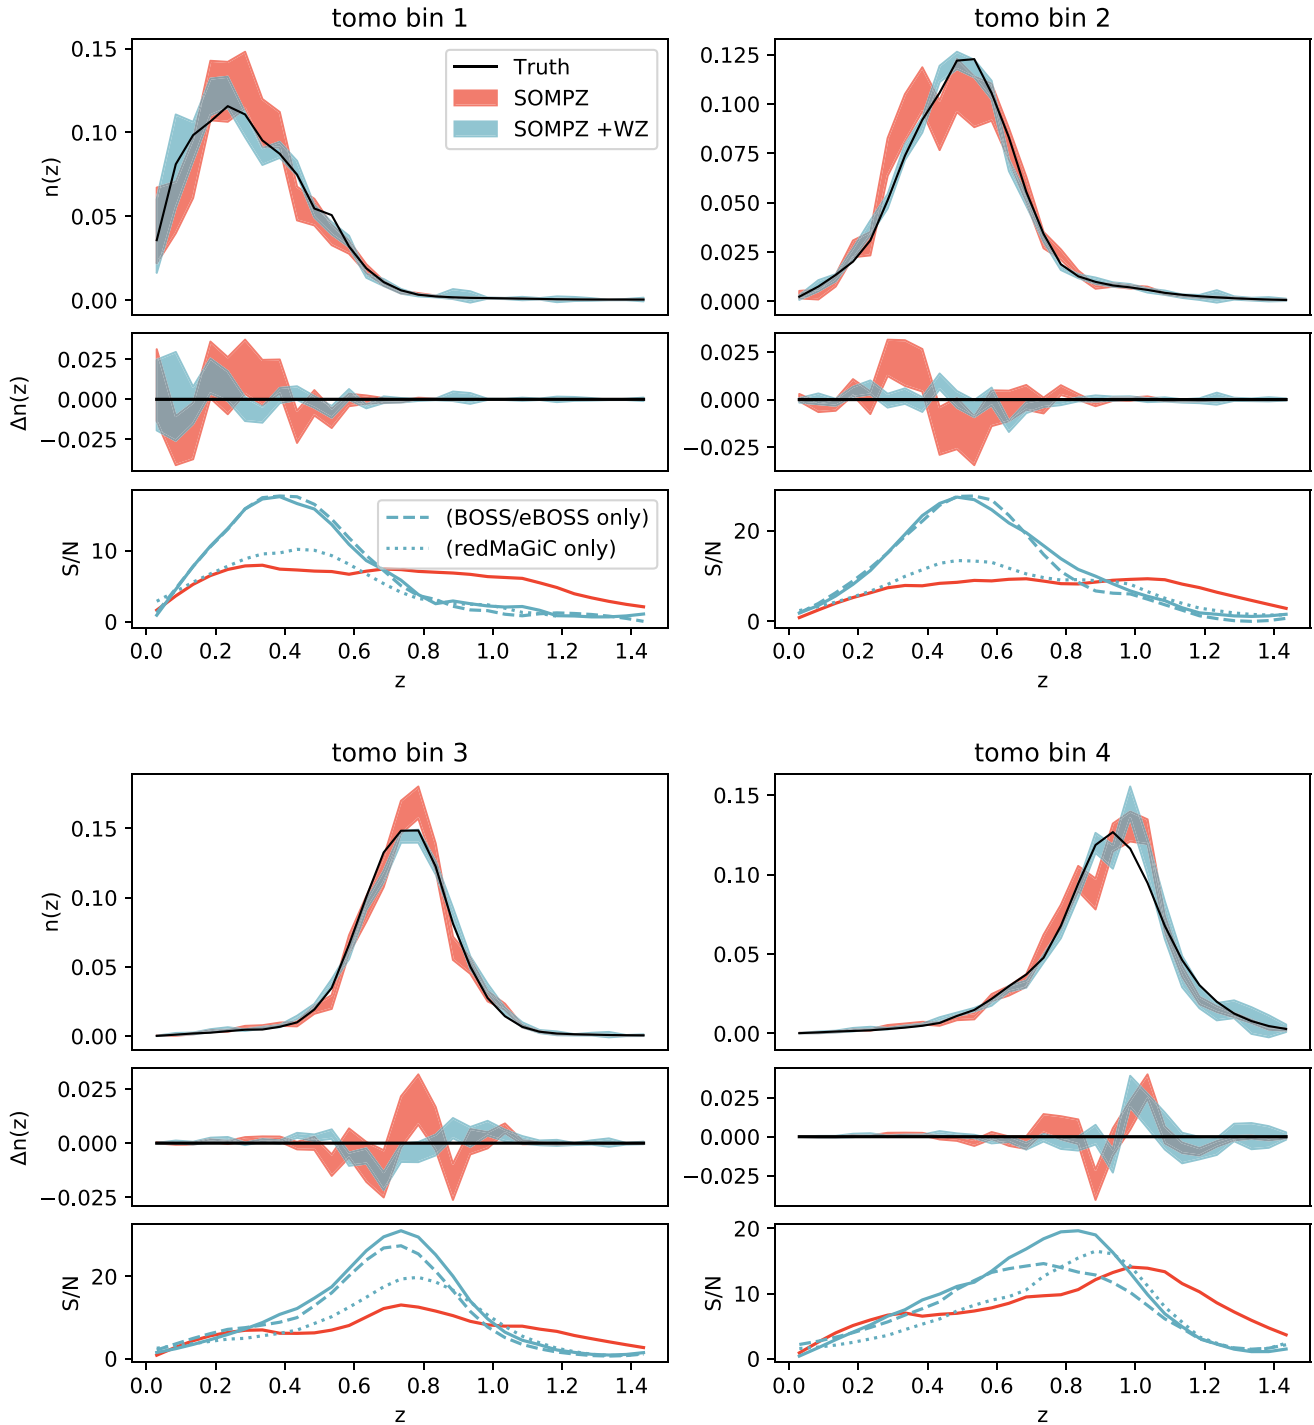 tomo bin 1
0.15
0.10
0.05
0.00
n(z)
Truth
SOMPZ
SOMPZ +WZ
0.025
0.000
−0.025
Δn(z)
10
0
S/N
(BOSS/eBOSS only)
(redMaGiC only)
0.0 0.2 0.4 0.6 0.8 1.0 1.2 1.4
z
tomo bin 2
0.125
0.100
0.075
0.050
0.025
0.000
0.025
0.000
−0.025
20
0
S/N
0.0 0.2 0.4 0.6 0.8 1.0 1.2 1.4
z
tomo bin 3
0.15
0.10
0.05
0.00
n(z)
0.025
0.000
−0.025
Δn(z)
20
0
S/N
0.0 0.2 0.4 0.6 0.8 1.0 1.2 1.4
z
tomo bin 4
0.15
0.10
0.05
0.00
0.025
0.000
−0.025
20
10
0
S/N
0.0 0.2 0.4 0.6 0.8 1.0 1.2 1.4
z